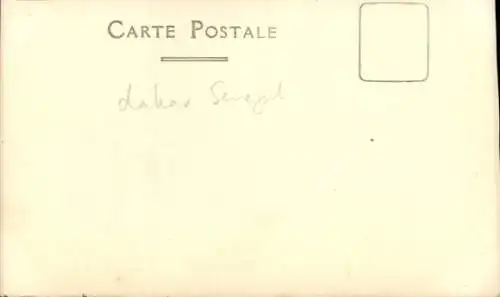 CARTE POSTALE
dakar Senegal